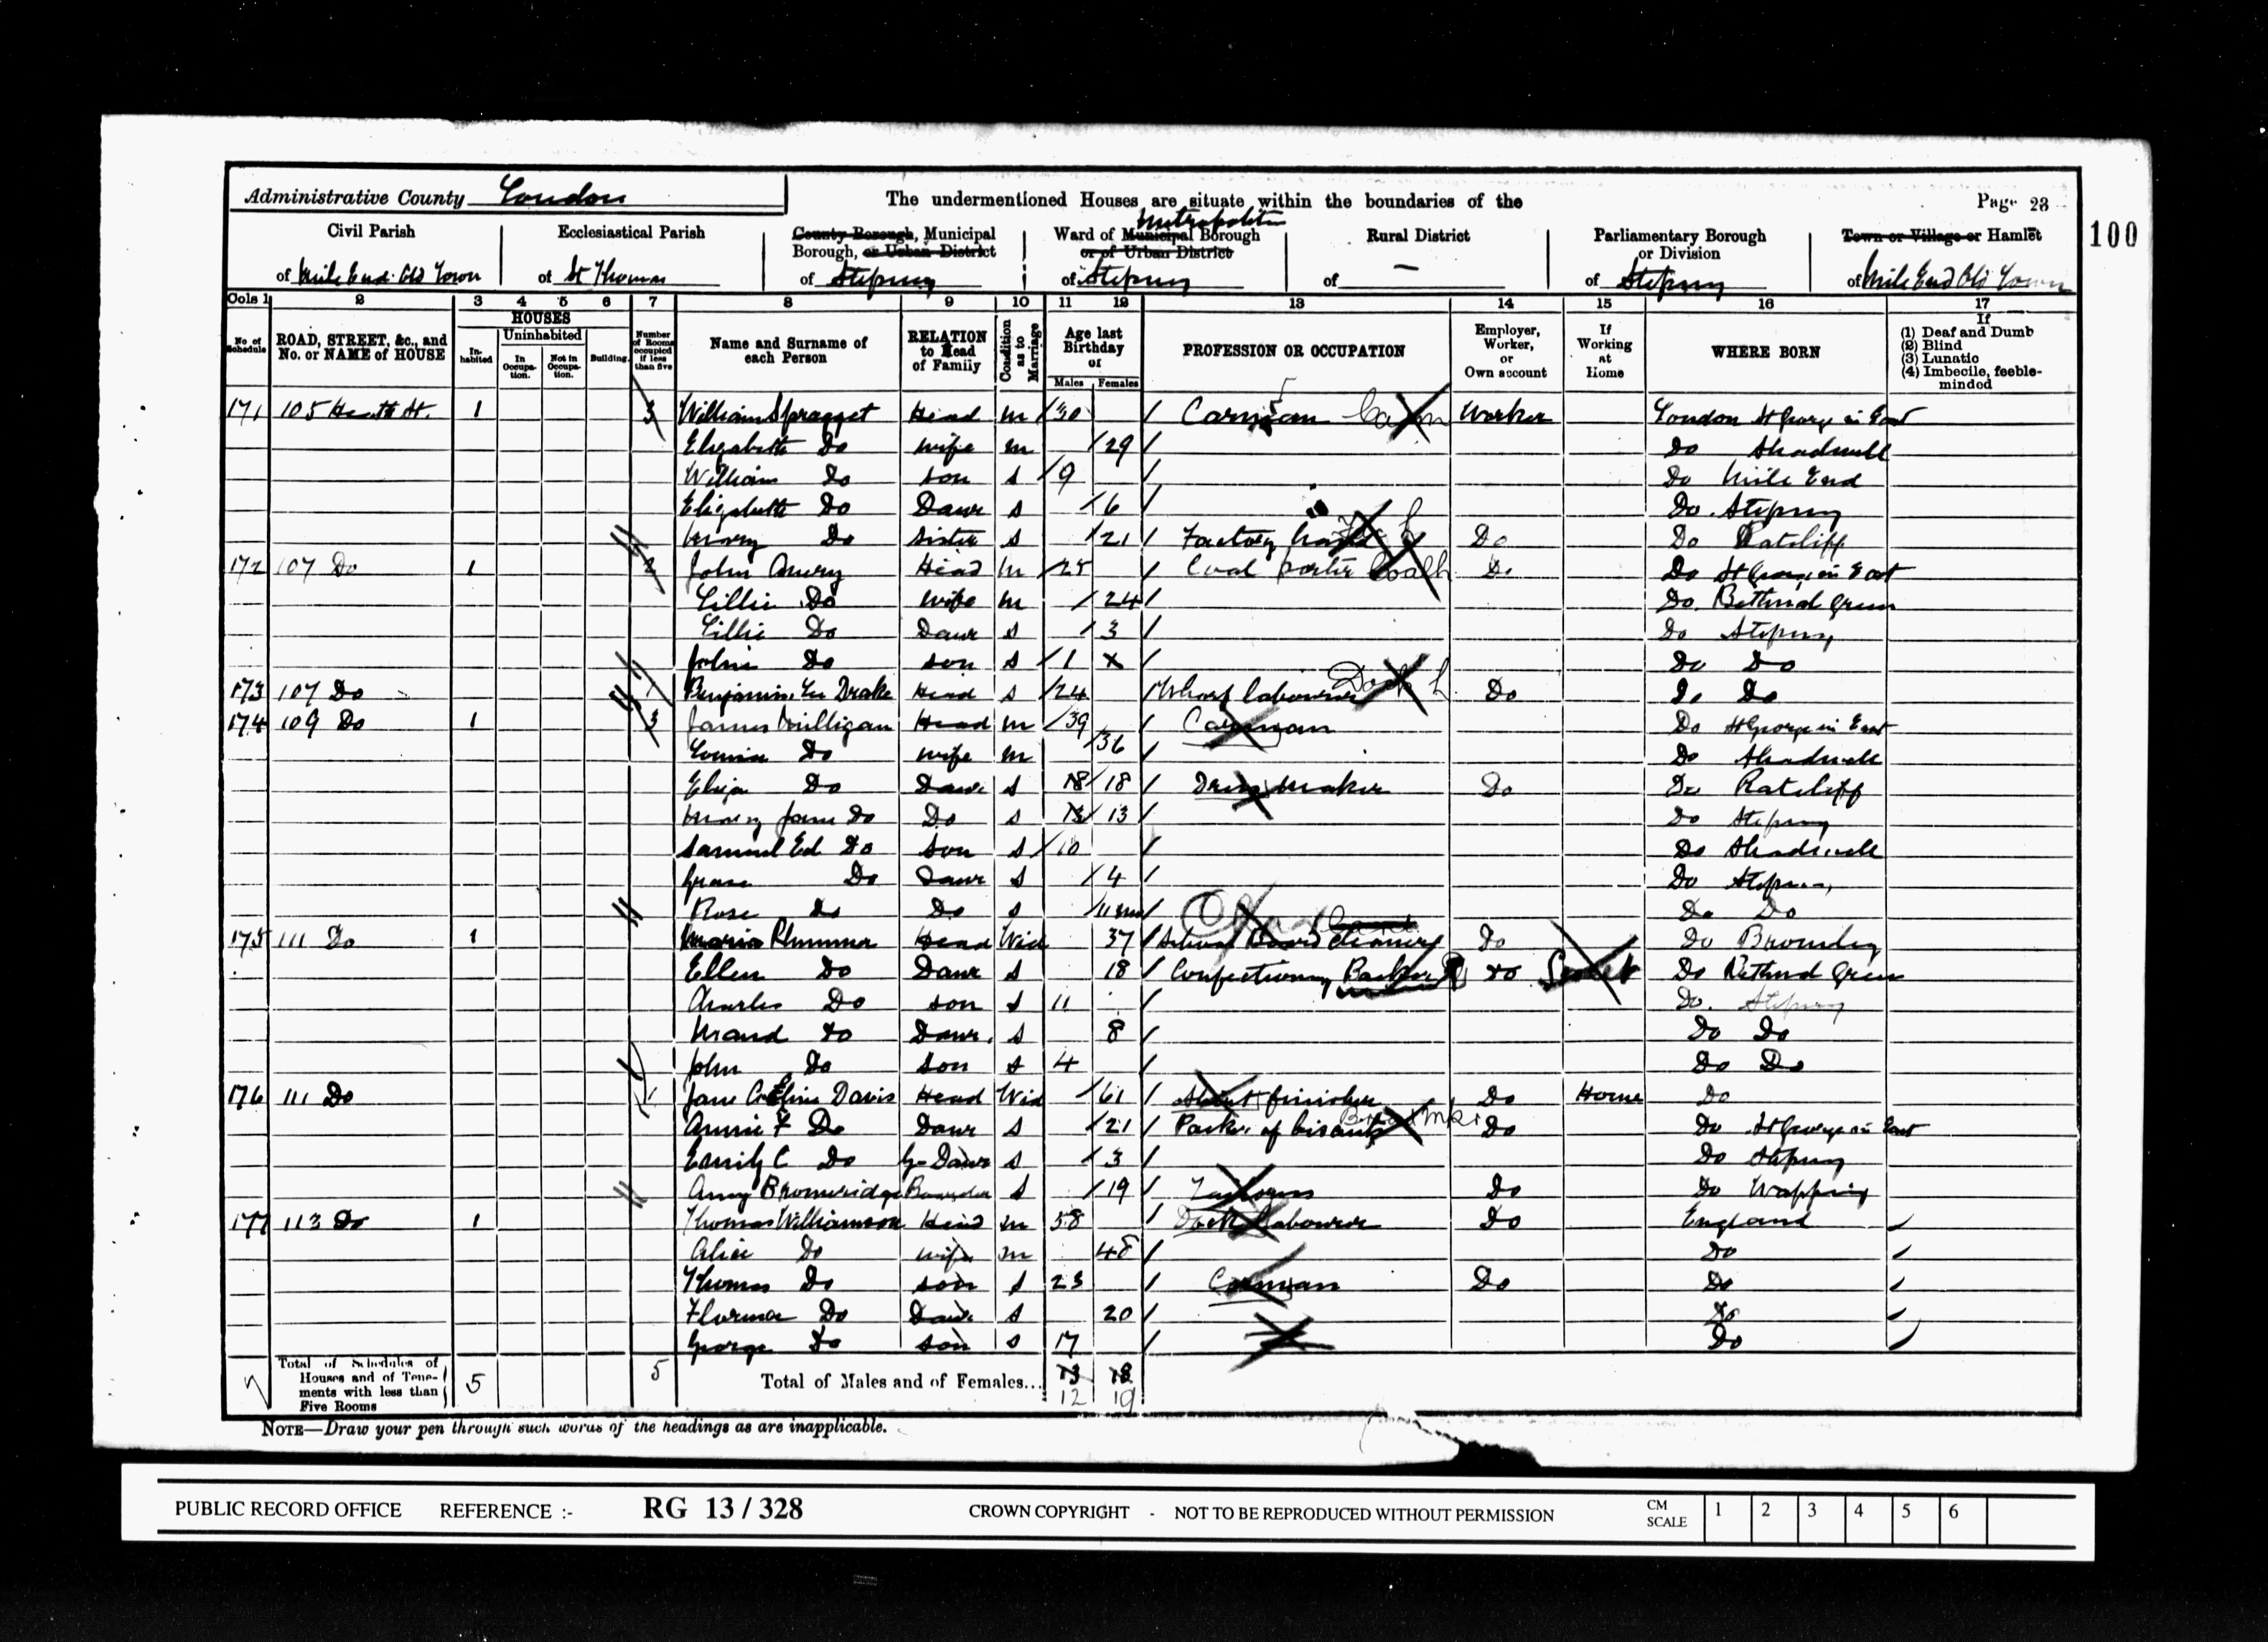 Administrative County London
The undermentioned Houses are situate within the boundaries of the
Page 23
100
Civil Parish
of Mile End Old Town
Ecclesiastical Parish
of St Thomas
County Borough, Municipal
Borough, or Urban District
of Stepney
Metropolitan
Ward of Municipal Borough
or of Urban District
of Stepney
Rural District
of —
Parliamentary Borough
or Division
of Stepney
Town or Village or Hamlet
of Mile End Old Town
Cols 1 2 3 4 5 6 7 8 9 10 11 12 13 14 15 16 17
No of Schedule
ROAD, STREET, &c., and No. or NAME of HOUSE
HOUSES
Inhabited
Uninhabited
In Occupation.
Not in Occupation.
Building.
Number of Rooms occupied if less than five
Name and Surname of each Person
RELATION to Head of Family
Condition as to Marriage
Age last Birthday of
Males Females
PROFESSION OR OCCUPATION
Employer, Worker, or Own account
If Working at Home
WHERE BORN
If
(1) Deaf and Dumb
(2) Blind
(3) Lunatic
(4) Imbecile, feeble-minded
171 105 Heath St. 1 3 William Spragget Head M 30 Carman Worker London St George in East
Elizabeth Do wife M 29 Do Shadwell
William Do son S 9 Do Mile End
Elizabeth Do Daur S 6 Do Stepney
Mary Do Sister S 21 Factory hand Do Do Ratcliff
172 107 Do 1 2 John Head M 25 Coal porter Do Do St George in East
Lillie Do wife M 24 Do Bethnal Green
Lillie Do Daur S 3 Do Stepney
John Do son S 1 Do Do
173 107 Do 1 Benjamin Drake Head S 24 Wharf labourer Dock L Do Do Do
174 109 Do 1 3 James Milligan Head M 39 Carman Do St George in East
Louisa Do wife M 36 Do Shadwell
Eliza Do Daur S 18 18 Dress maker Do Do Ratcliff
Mary Jane Do Do S 13 13 Do Stepney
Samuel Ed Do Son S 10 Do Shadwell
Do Daur S 4 Do Stepney
Rose Do Do S 11 m Do Do
175 111 Do 1 Maria Plummer Head Wid 37 School Board Cleaner Do Do Bromley
Ellen Do Daur S 18 Confectionery Packer Do Do Bethnal Green
Charles Do son S 11 Do Stepney
Maud Do Daur. S 8 Do Do
John Do Son S 4 Do Do
176 111 Do 1 Jane Davis Head Wid 61 finisher Do Home Do
Annie F Do Daur S 21 Packer of biscuits Do Do St George in East
Emily C Do G-Daur S 3 Do Stepney
Amy Bromridge Boarder S 19 Do Do Wapping
177 113 Do 1 Thomas Williamson Head M 58 Dock Labourer Do England
Alice Do wife M 48 Do
Thomas Do son S 23 Carman Do Do
Florence Do Daur S 20 Do
George Do son S 17 Do
7 Total of Schedules of Houses and of Tenements with less than Five Rooms 5 5 Total of Males and of Females... 13 18
12 19
NOTE—Draw your pen through such words of the headings as are inapplicable.
PUBLIC RECORD OFFICE REFERENCE :- RG 13 / 328 CROWN COPYRIGHT - NOT TO BE REPRODUCED WITHOUT PERMISSION CM SCALE 1 2 3 4 5 6